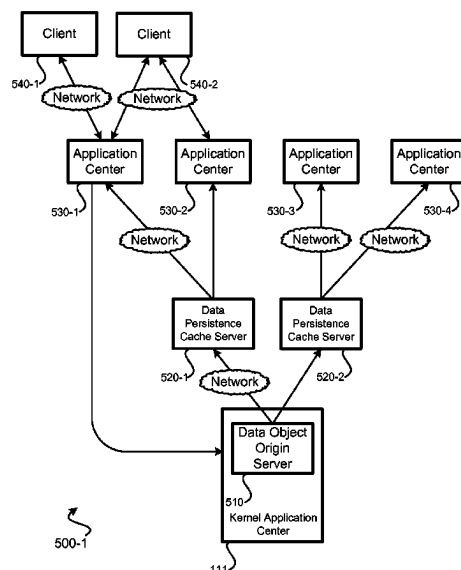 Client
Client
540-1
540-2
Network
Network
Application
Center
Application
Center
Application
Center
Application
Center
530-1
530-2
530-3
530-4
Network
Network
Network
Data
Persistence
Cache Server
Data
Persistence
Cache Server
520-1
520-2
Network
Data Object
Origin
Server
510
Kernel Application
Center
500-1
111